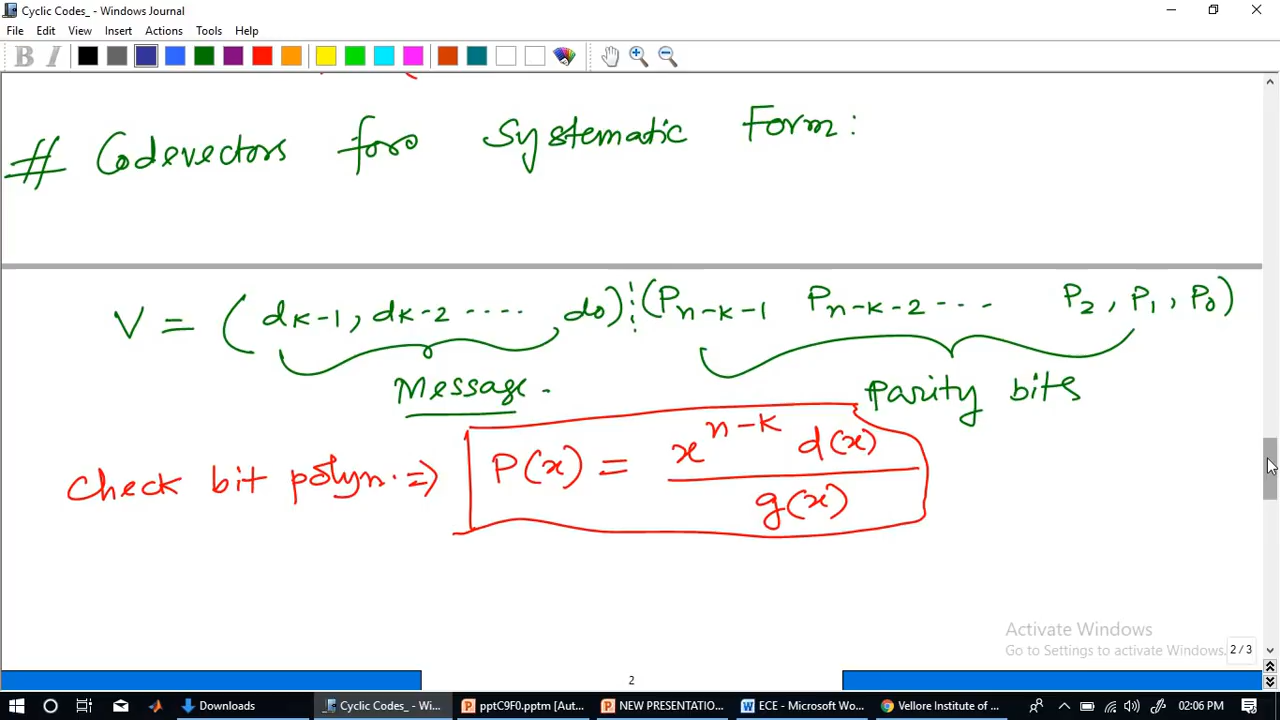 Cyclic Codes_ - Windows Journal
File Edit View Insert Actions Tools Help
B I
# Codevectors for Systematic Form:
V = ( dK-1, dK-2 ...., d0) ⋮ (Pn-K-1 Pn-K-2 --- P2, P1, P0)
Message. Parity bits
Check bit polyn. => P(x) = x^n-K d(x) / g(x)
Activate Windows
Go to Settings to activate Windows.
2 / 3
2
Downloads Cyclic Codes_ - Wi... pptC9F0.pptm [Aut... NEW PRESENTATIO... ECE - Microsoft Wo... Vellore Institute of ... 02:06 PM